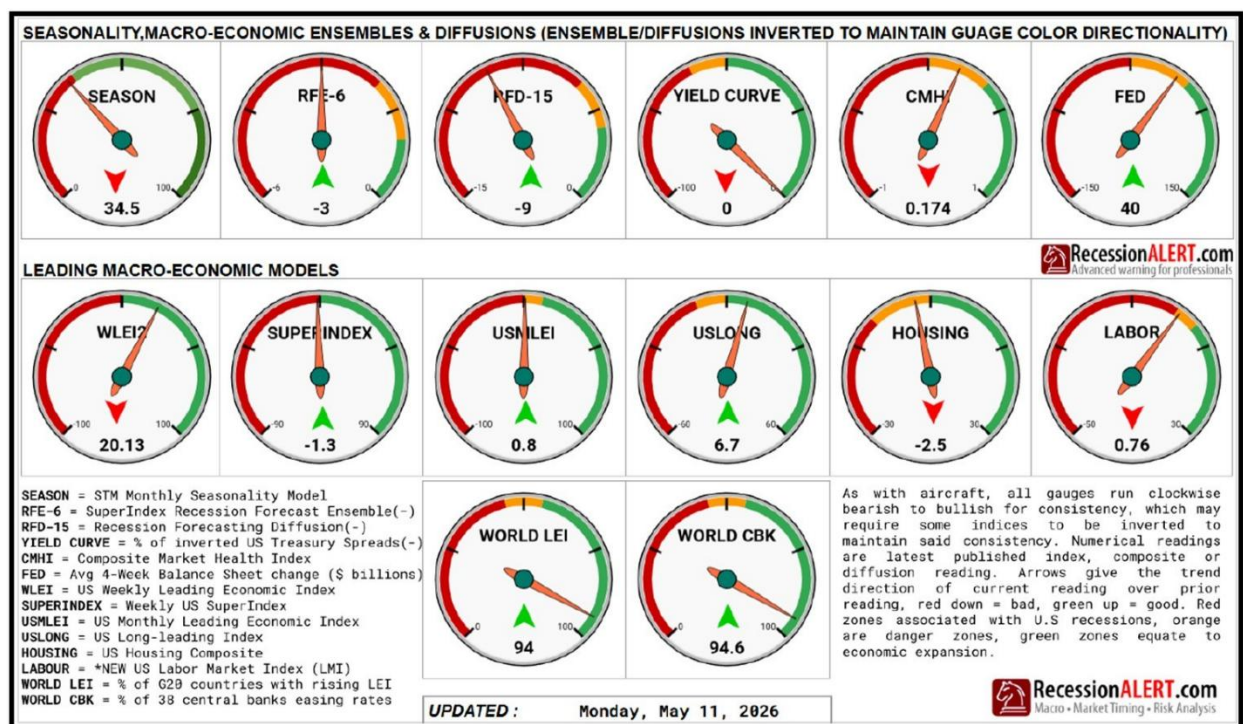 SEASONALITY,MACRO-ECONOMIC ENSEMBLES & DIFFUSIONS (ENSEMBLE/DIFFUSIONS INVERTED TO MAINTAIN GUAGE COLOR DIRECTIONALITY)
SEASON
0
100
34.5
RFE-6
-6
0
-3
RFD-15
-15
0
-9
YIELD CURVE
-100
0
0
CMHI
-1
1
0.174
FED
-150
150
40
RecessionALERT.com
Advanced warning for professionals
LEADING MACRO-ECONOMIC MODELS
WLEI2
-100
100
20.13
SUPERINDEX
-90
90
-1.3
USMLEI
-100
100
0.8
USLONG
-60
60
6.7
HOUSING
-30
30
-2.5
LABOR
-5
30
0.76
SEASON = STM Monthly Seasonality Model
RFE-6 = SuperIndex Recession Forecast Ensemble(-)
RFD-15 = Recession Forecasting Diffusion(-)
YIELD CURVE = % of inverted US Treasury Spreads(-)
CMHI = Composite Market Health Index
FED = Avg 4-Week Balance Sheet change ($ billions)
WLEI = US Weekly Leading Economic Index
SUPERINDEX = Weekly US SuperIndex
USMLEI = US Monthly Leading Economic Index
USLONG = US Long-leading Index
HOUSING = US Housing Composite
LABOUR = *NEW US Labor Market Index (LMI)
WORLD LEI = % of G20 countries with rising LEI
WORLD CBK = % of 38 central banks easing rates
WORLD LEI
0
100
94
WORLD CBK
0
100
94.6
UPDATED : Monday, May 11, 2026
As with aircraft, all gauges run clockwise
bearish to bullish for consistency, which may
require some indices to be inverted to
maintain said consistency. Numerical readings
are latest published index, composite or
diffusion reading. Arrows give the trend
direction of current reading over prior
reading, red down = bad, green up = good. Red
zones associated with U.S recessions, orange
are danger zones, green zones equate to
economic expansion.
RecessionALERT.com
Macro • Market Timing • Risk Analysis